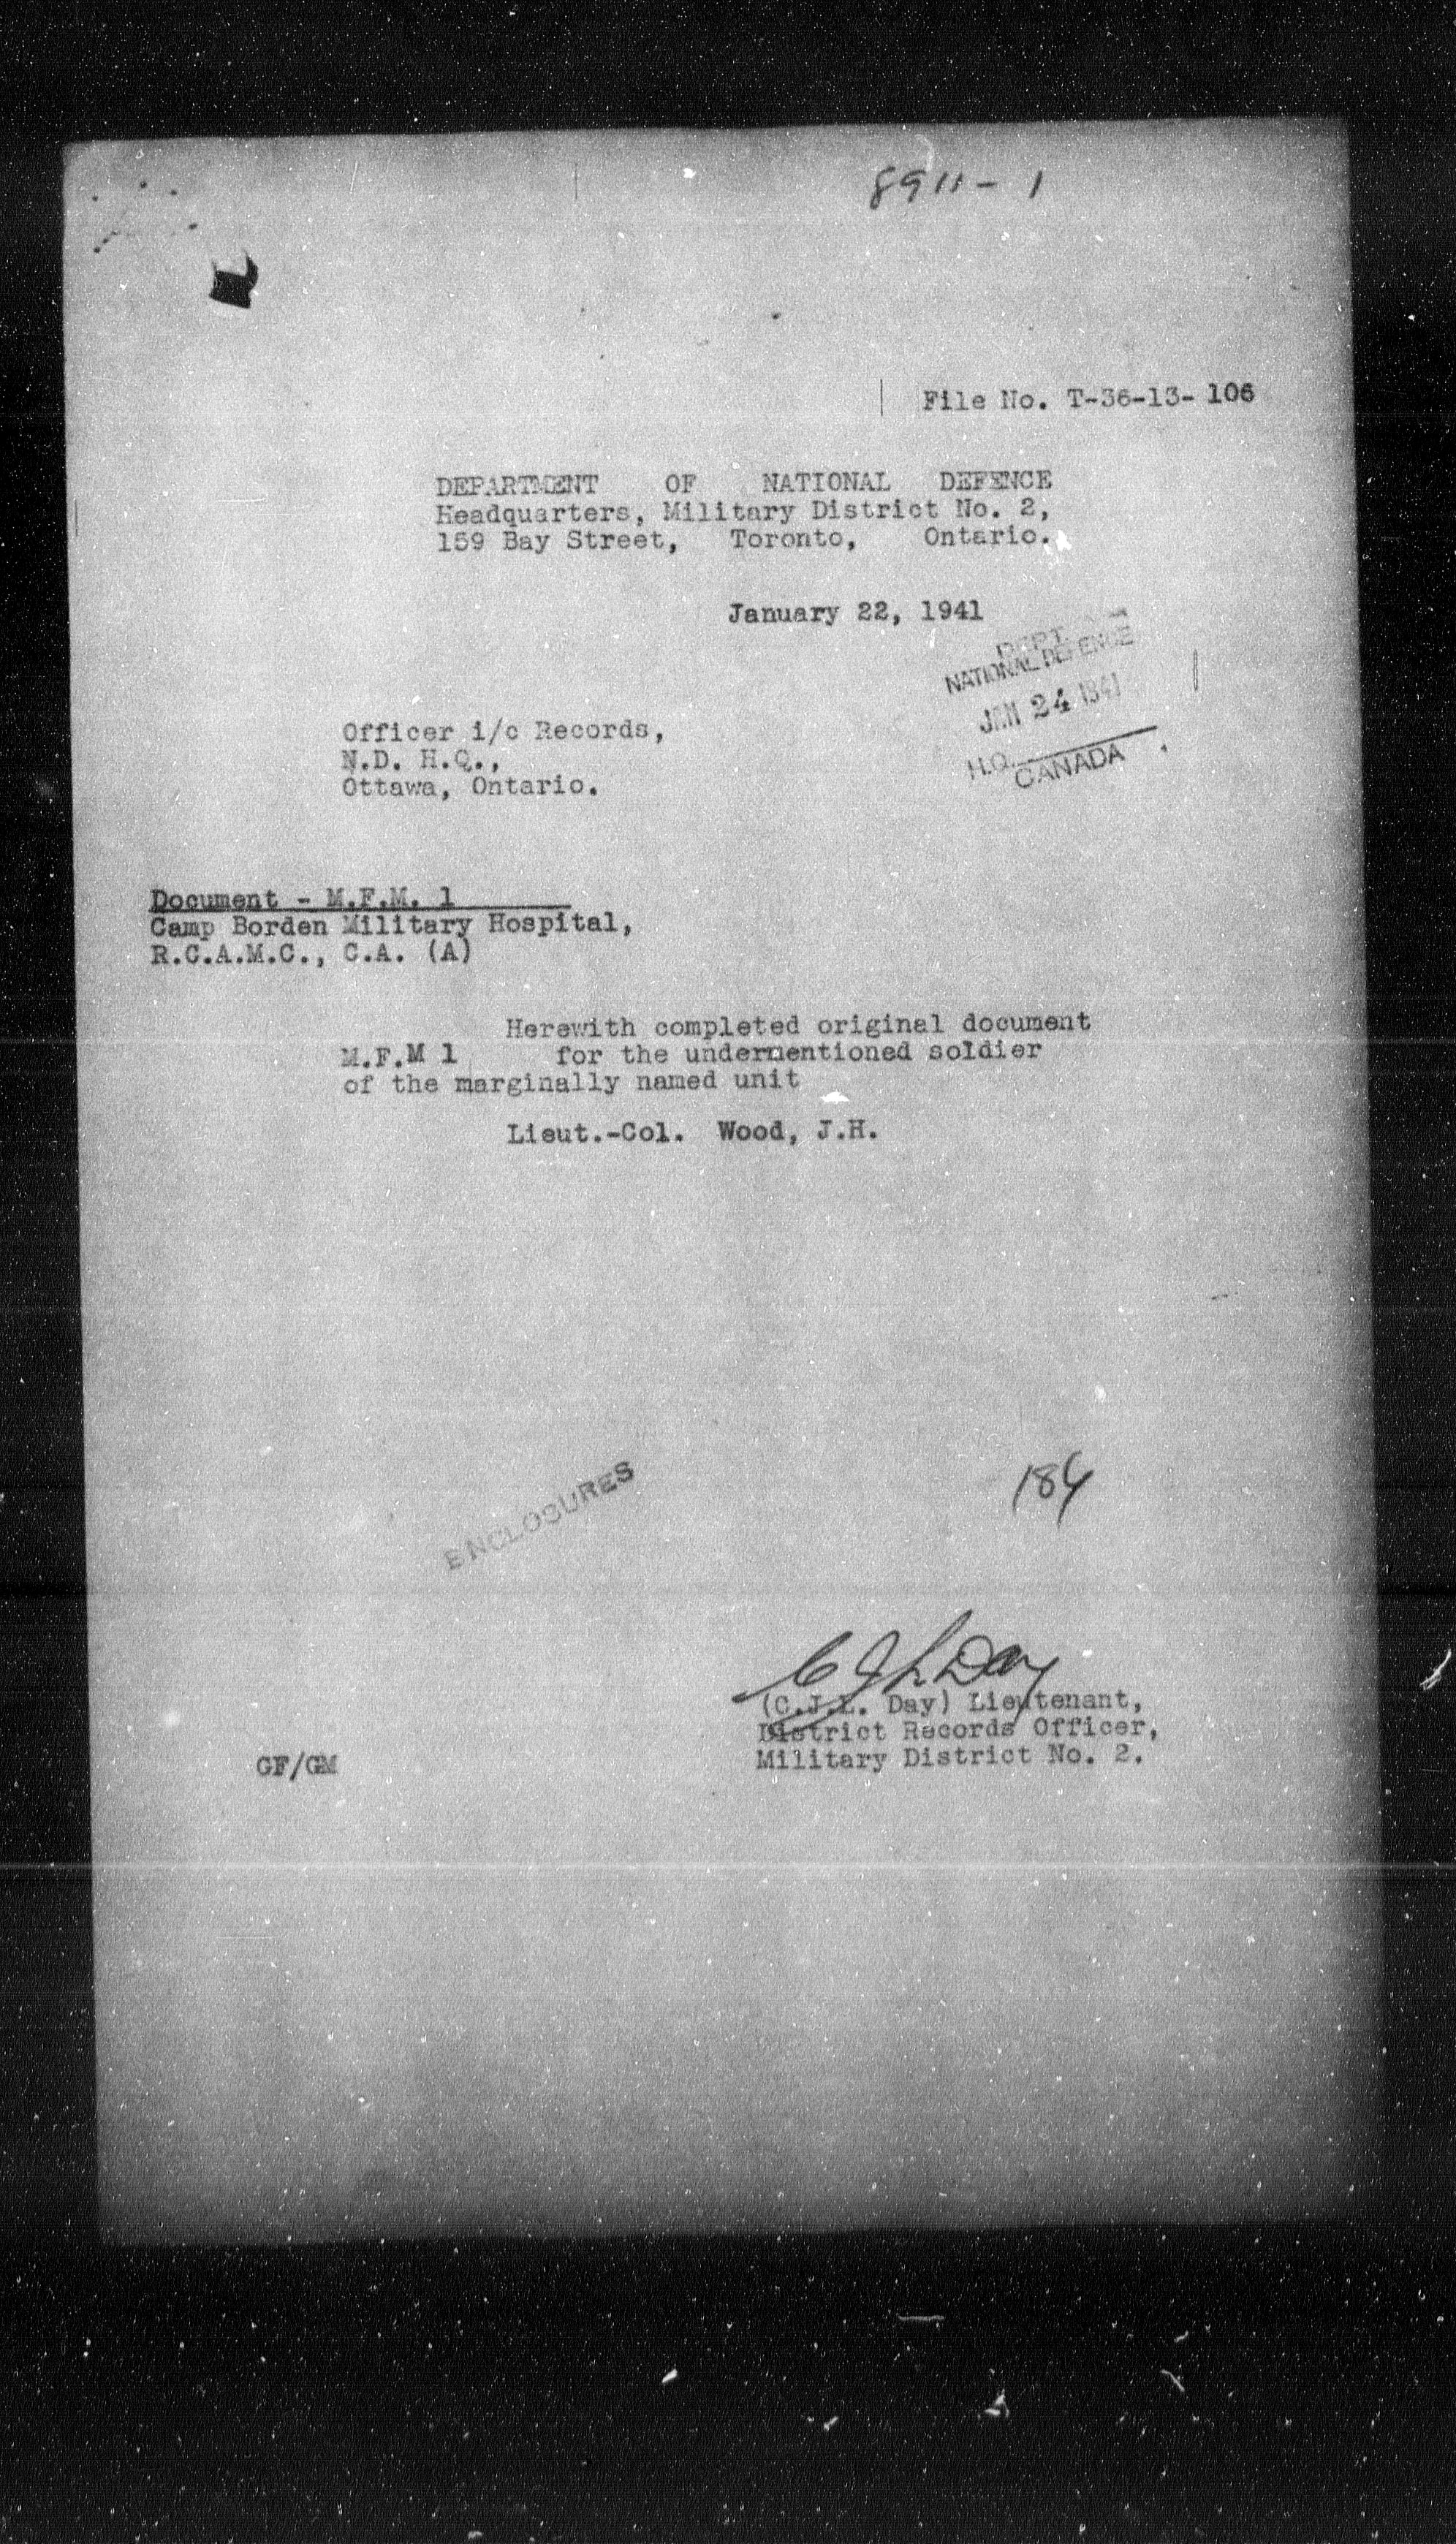 8911-1
File No. T-36-13-106
DEPARTMENT OF NATIONAL DEFENCE
Headquarters, Military District No. 2,
159 Bay Street, Toronto, Ontario.
January 22, 1941
DEPT.
NATIONAL DEFENCE
JAN 24 1941
H.Q.
CANADA
Officer i/c Records,
N.D. H.Q.,
Ottawa, Ontario.
Document - M.F.M. 1
Camp Borden Military Hospital,
R.C.A.M.C., C.A. (A)
Herewith completed original document
M.F.M 1 for the undermentioned soldier
of the marginally named unit
Lieut.-Col. Wood, J.H.
ENCLOSURES
C J L Day
(C.J.L. Day) Lieutenant,
District Records Officer,
Military District No. 2.
GF/GM